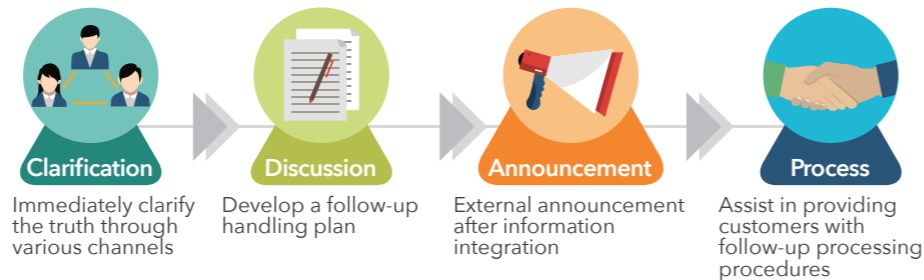 Clarification
Immediately clarify
the truth through
various channels
Discussion
Develop a follow-up
handling plan
Announcement
External announcement
after information
integration
Process
Assist in providing
customers with
follow-up processing
procedures